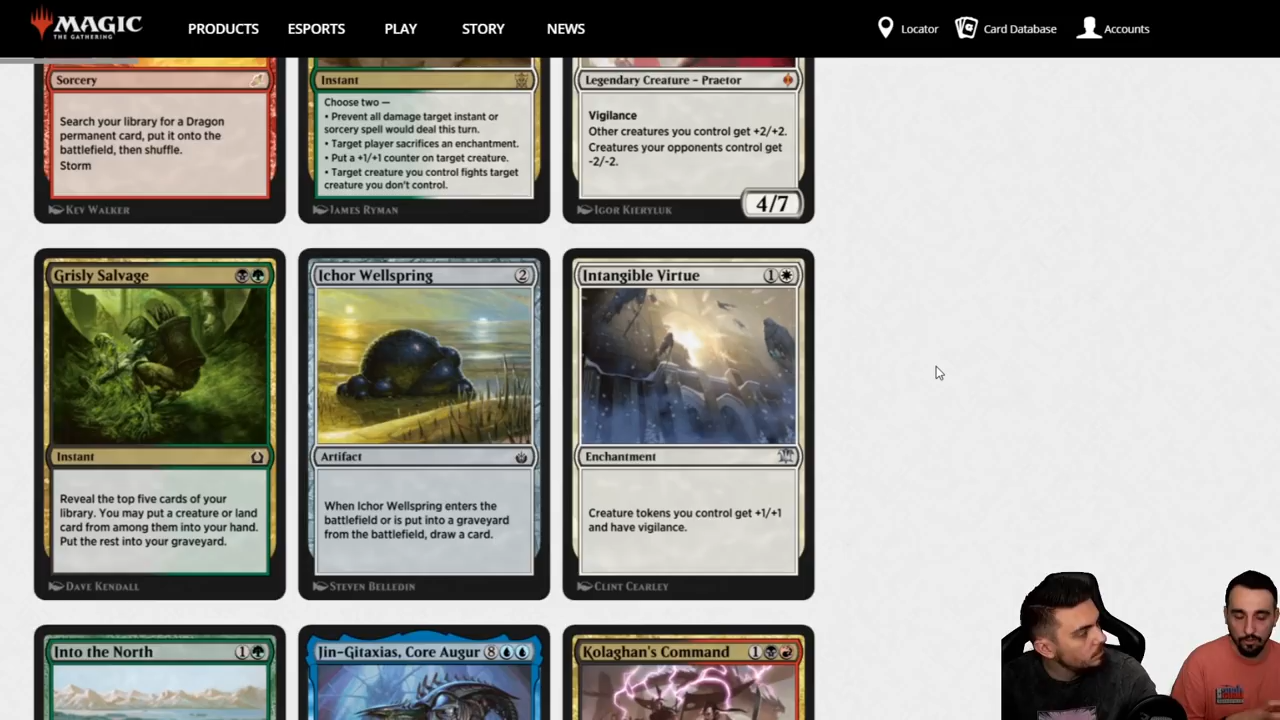 MAGIC
THE GATHERING
PRODUCTS ESPORTS PLAY STORY NEWS
Locator Card Database Accounts
Sorcery
Search your library for a Dragon
permanent card, put it onto the
battlefield, then shuffle.
Storm
KEV WALKER
Instant
Choose two —
• Prevent all damage target instant or
sorcery spell would deal this turn.
• Target player sacrifices an enchantment.
• Put a +1/+1 counter on target creature.
• Target creature you control fights target
creature you don't control.
JAMES RYMAN
Legendary Creature – Praetor
Vigilance
Other creatures you control get +2/+2.
Creatures your opponents control get
-2/-2.
4/7
IGOR KIERYLUK
Grisly Salvage
Instant
Reveal the top five cards of your
library. You may put a creature or land
card from among them into your hand.
Put the rest into your graveyard.
DAVE KENDALL
Ichor Wellspring 2
Artifact
When Ichor Wellspring enters the
battlefield or is put into a graveyard
from the battlefield, draw a card.
STEVEN BELLEDIN
Intangible Virtue 1
Enchantment
Creature tokens you control get +1/+1
and have vigilance.
CLINT CEARLEY
Into the North 1
Jin-Gitaxias, Core Augur 8
Kolaghan's Command 1